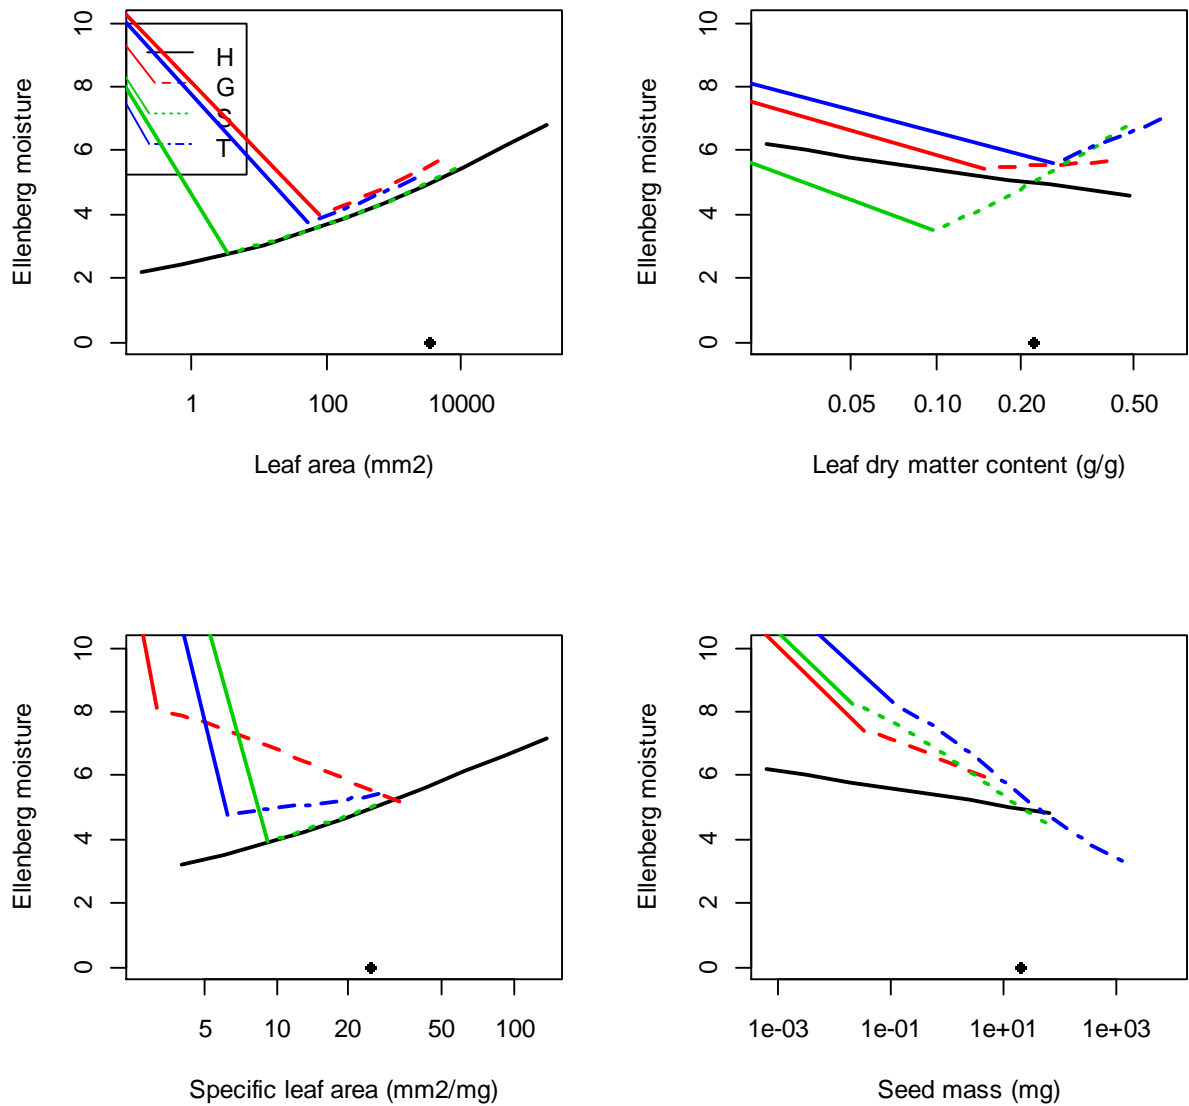 Ellenberg moisture
10
8
6
4
2
0
H
G
S
T
1
100
10000
Leaf area (mm2)
Ellenberg moisture
10
8
6
4
2
0
0.05
0.10
0.20
0.50
Leaf dry matter content (g/g)
Ellenberg moisture
10
8
6
4
2
0
5
10
20
50
100
Specific leaf area (mm2/mg)
Ellenberg moisture
10
8
6
4
2
0
1e-03
1e-01
1e+01
1e+03
Seed mass (mg)